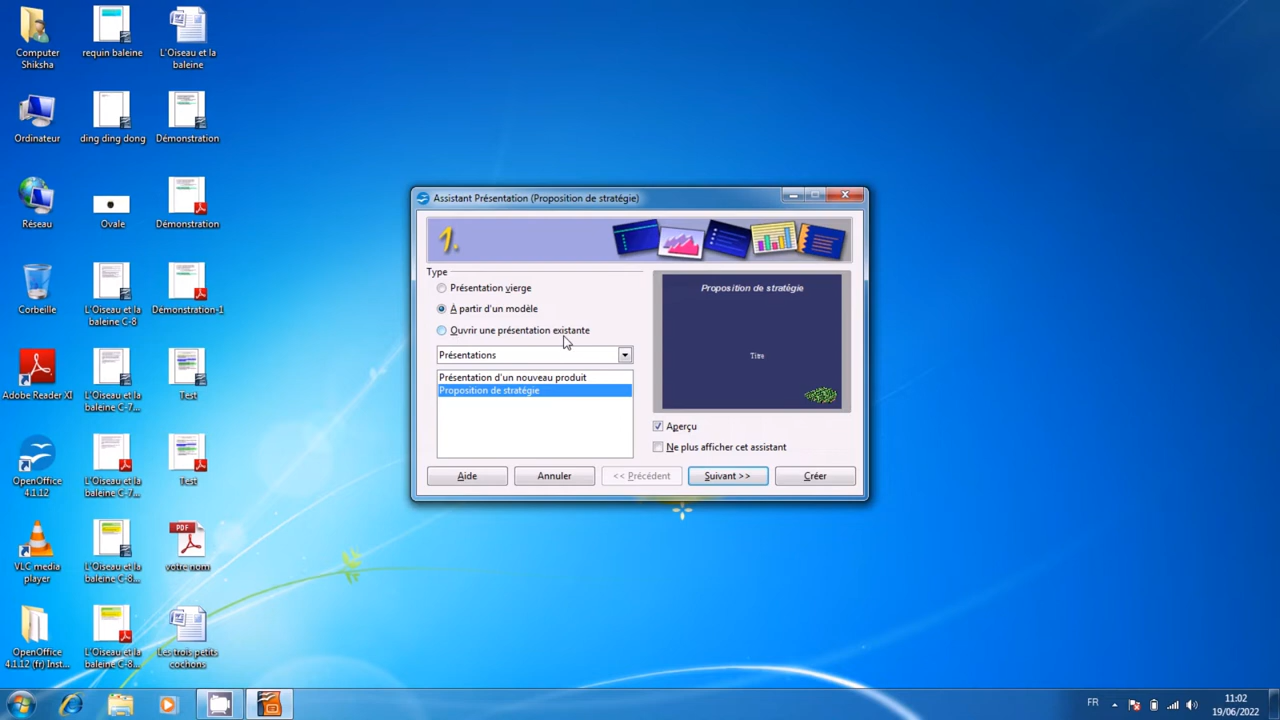 Computer
Shiksha
requin baleine
L'Oiseau et la
baleine
Ordinateur
ding ding dong
Démonstration
Réseau
Ovale
Démonstration
Corbeille
L'Oiseau et la
baleine C-8
Démonstration-1
Adobe Reader XI
L'Oiseau et la
baleine C-7...
Test
OpenOffice
4.1.12
L'Oiseau et la
baleine C-7...
Test
VLC media
player
L'Oiseau et la
baleine C-8...
PDF
votre nom
OpenOffice
4.1.12 (fr) Inst...
L'Oiseau et la
baleine C-8...
Les trois petits
cochons
Assistant Présentation (Proposition de stratégie)
1.
Type
Présentation vierge
À partir d'un modèle
Ouvrir une présentation existante
Présentations
Présentation d'un nouveau produit
Proposition de stratégie
Proposition de stratégie
Titre
Aperçu
Ne plus afficher cet assistant
Aide
Annuler
<< Précédent
Suivant >>
Créer
FR
11:02
19/06/2022